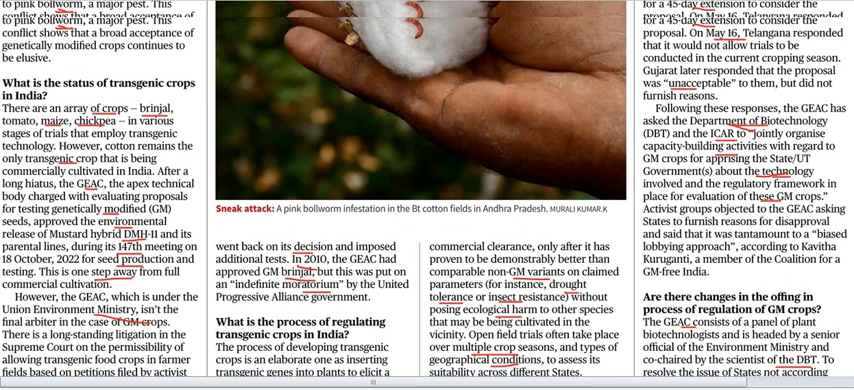 to pink bollworm, a major pest. This
to pink bollworm, a major pest. This
conflict shows that a broad acceptance of
genetically modified crops continues to
be elusive.
What is the status of transgenic crops
in India?
There are an array of crops — brinjal,
tomato, maize, chickpea — in various
stages of trials that employ transgenic
technology. However, cotton remains the
only transgenic crop that is being
commercially cultivated in India. After a
long hiatus, the GEAC, the apex technical
body charged with evaluating proposals
for testing genetically modified (GM)
seeds, approved the environmental
release of Mustard hybrid DMH-11 and its
parental lines, during its 147th meeting on
18 October, 2022 for seed production and
testing. This is one step away from full
commercial cultivation.
However, the GEAC, which is under the
Union Environment Ministry, isn't the
final arbiter in the case of GM crops.
There is a long-standing litigation in the
Supreme Court on the permissibility of
allowing transgenic food crops in farmer
fields based on petitions filed by activist
Sneak attack: A pink bollworm infestation in the Bt cotton fields in Andhra Pradesh. MURALI KUMAR.K
went back on its decision and imposed
additional tests. In 2010, the GEAC had
approved GM brinjal, but this was put on
an "indefinite moratorium" by the United
Progressive Alliance government.
What is the process of regulating
transgenic crops in India?
The process of developing transgenic
crops is an elaborate one as inserting
transgenic genes into plants to elicit a
commercial clearance, only after it has
proven to be demonstrably better than
comparable non-GM variants on claimed
parameters (for instance, drought
tolerance or insect resistance) without
posing ecological harm to other species
that may be being cultivated in the
vicinity. Open field trials often take place
over multiple crop seasons, and types of
geographical conditions, to assess its
suitability across different States.
for a 45-day extension to consider the
for a 45-day extension to consider the
proposal. On May 16, Telangana responded
that it would not allow trials to be
conducted in the current cropping season.
Gujarat later responded that the proposal
was "unacceptable" to them, but did not
furnish reasons.
Following these responses, the GEAC has
asked the Department of Biotechnology
(DBT) and the ICAR to "jointly organise
capacity-building activities with regard to
GM crops for apprising the State/UT
Government(s) about the technology
involved and the regulatory framework in
place for evaluation of these GM crops."
Activist groups objected to the GEAC asking
States to furnish reasons for disapproval
and said that it was tantamount to a "biased
lobbying approach", according to Kavitha
Kuruganti, a member of the Coalition for a
GM-free India.
Are there changes in the offing in
process of regulation of GM crops?
The GEAC consists of a panel of plant
biotechnologists and is headed by a senior
official of the Environment Ministry and
co-chaired by the scientist of the DBT. To
resolve the issue of States not according